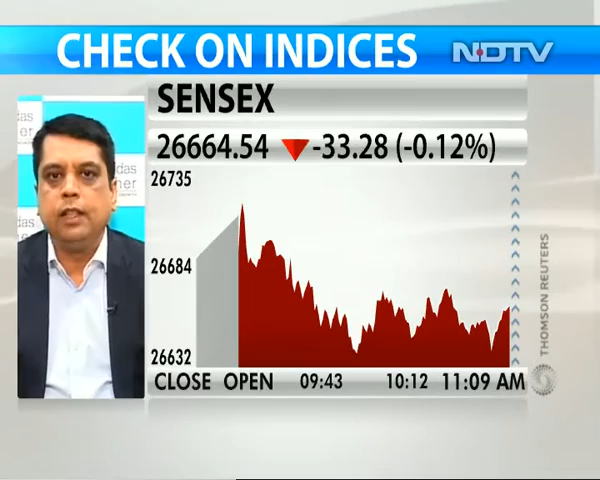 CHECK ON INDICES
NDTV
SENSEX
26664.54 -33.28 (-0.12%)
26735
26684
26632
CLOSE OPEN 09:43 10:12 11:09 AM
THOMSON REUTERS